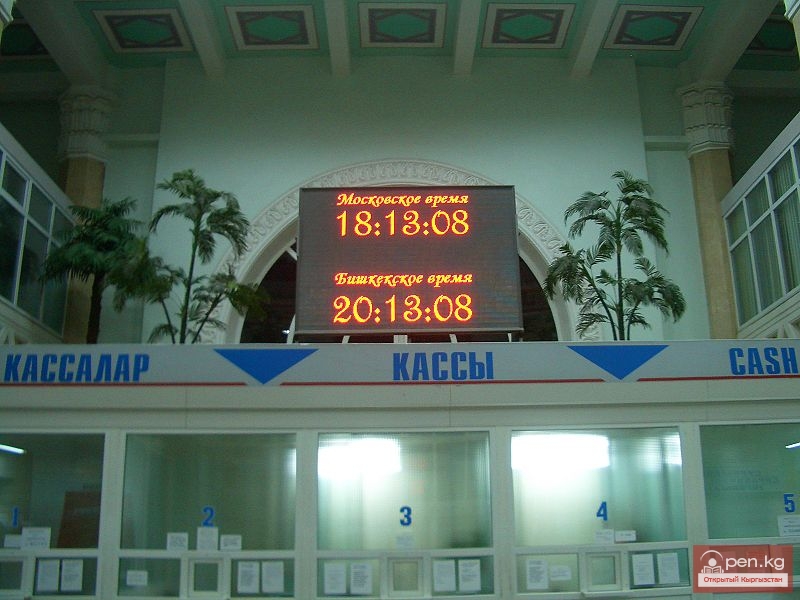 Московское время
18:13:08
Бишкекское время
20:13:08
КАССАЛАР КАССЫ CASH
1 2 3 4 5
Open.kg
Открытый Кыргызстан